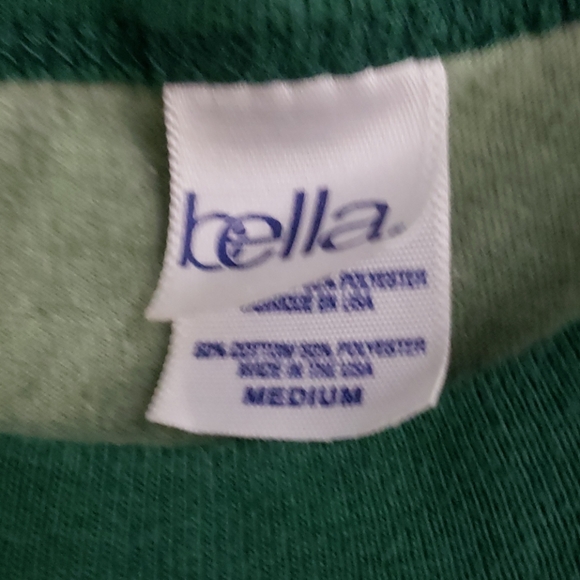 bella
POLYESTER
USA
50% COTTON 50% POLYESTER
MADE IN THE USA
MEDIUM